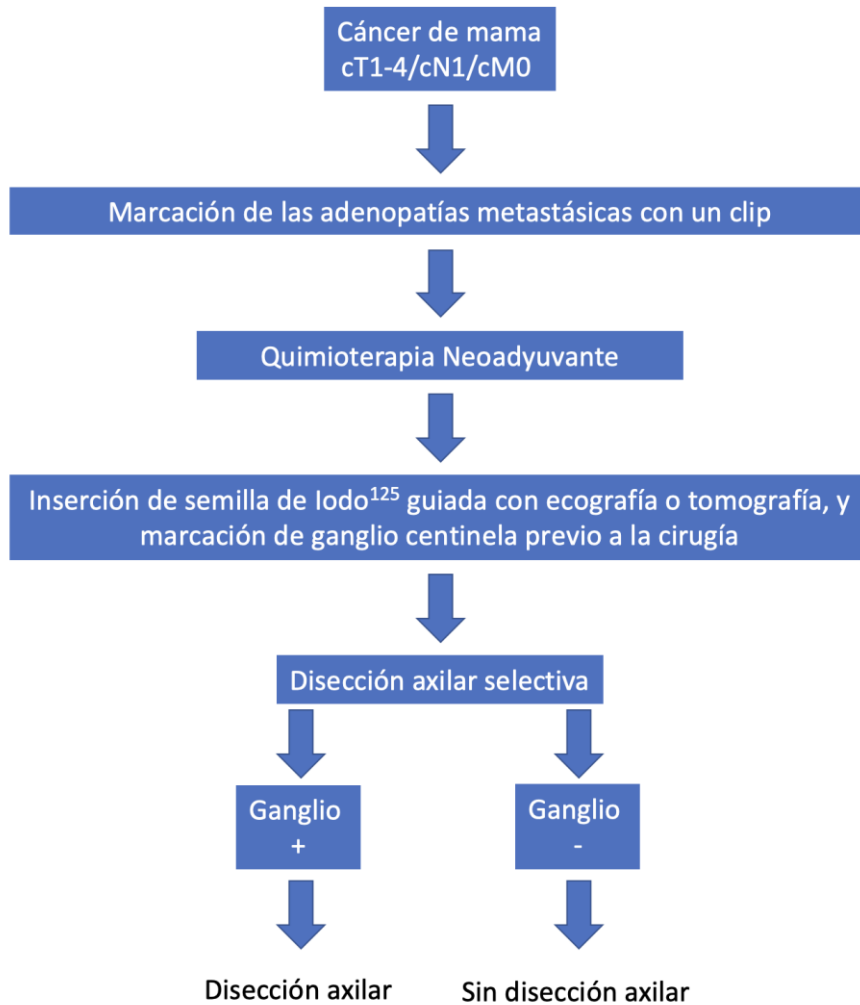 Cáncer de mama
cT1-4/cN1/cM0
Marcación de las adenopatías metastásicas con un clip
Quimioterapia Neoadyuvante
Inserción de semilla de Iodo¹²⁵ guiada con ecografía o tomografía, y
marcación de ganglio centinela previo a la cirugía
Disección axilar selectiva
Ganglio
+
Ganglio
-
Disección axilar
Sin disección axilar